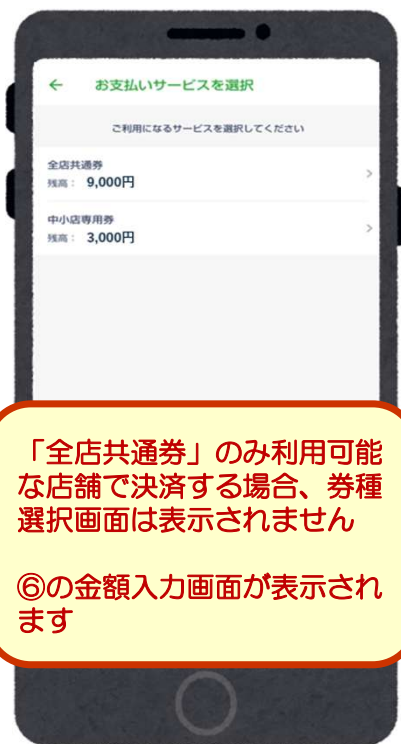 ← お支払いサービスを選択
ご利用になるサービスを選択してください
全店共通券
残高： 9,000円
中小店専用券
残高： 3,000円
「全店共通券」のみ利用可能
な店舗で決済する場合、券種
選択画面は表示されません
⑥の金額入力画面が表示され
ます